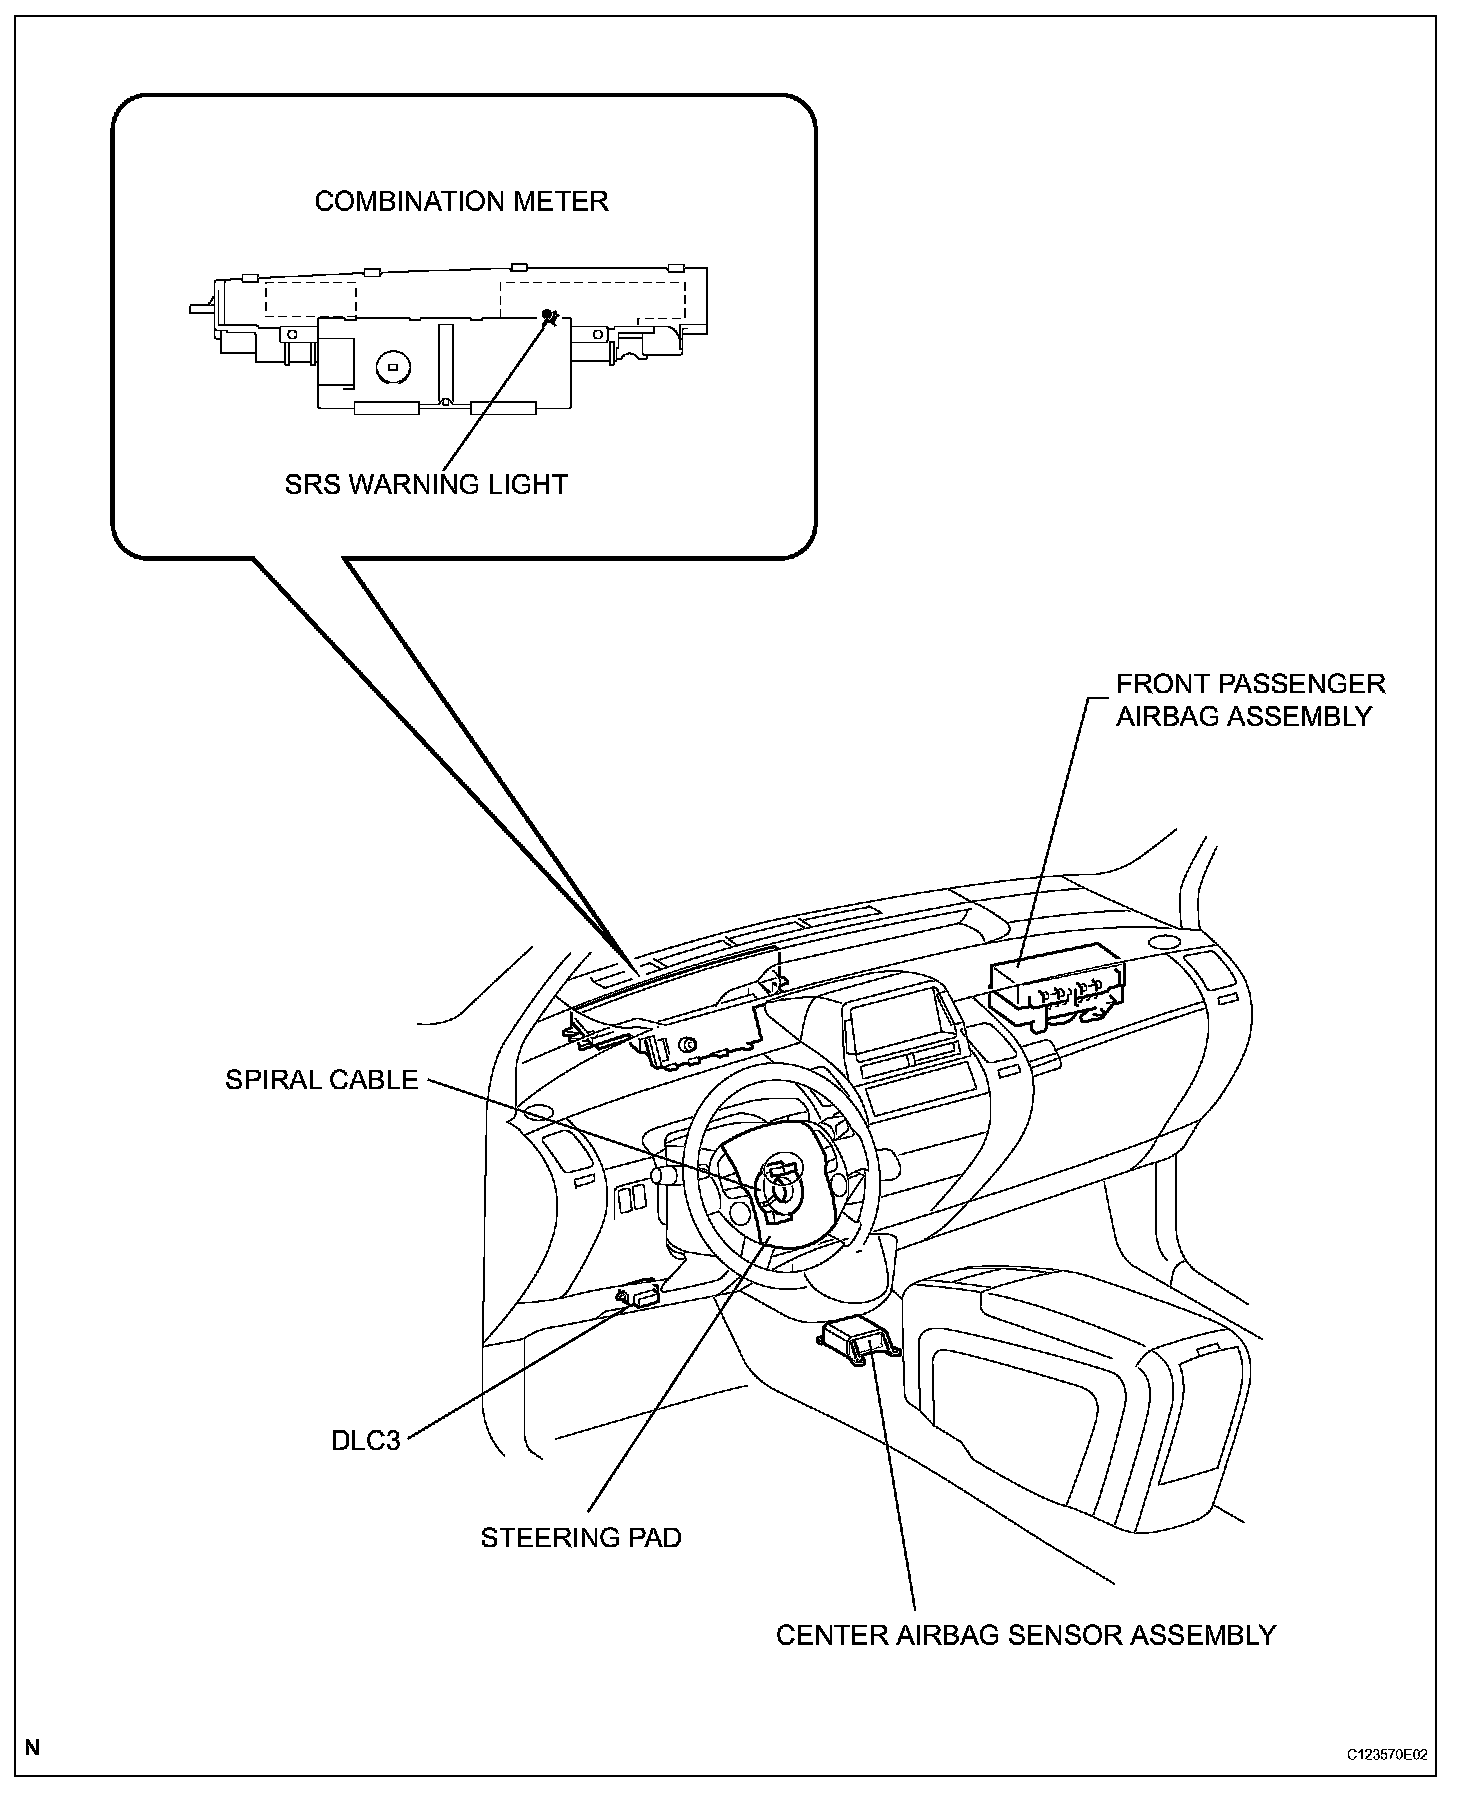 COMBINATION METER
SRS WARNING LIGHT
FRONT PASSENGER
AIRBAG ASSEMBLY
SPIRAL CABLE
DLC3
STEERING PAD
CENTER AIRBAG SENSOR ASSEMBLY
N
C123570E02